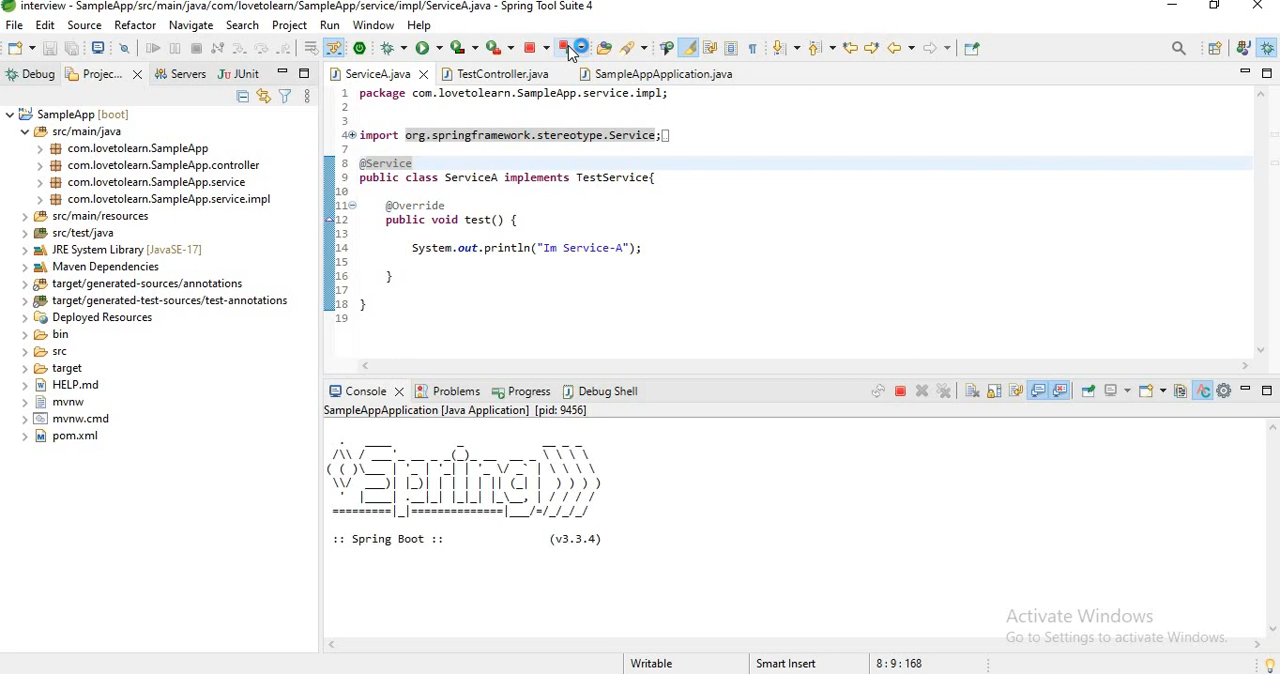 interview - SampleApp/src/main/java/com/lovetolearn/SampleApp/service/impl/ServiceA.java - Spring Tool Suite 4
File Edit Source Refactor Navigate Search Project Run Window Help
Debug Projec... Servers JUnit
ServiceA.java TestController.java SampleAppApplication.java
SampleApp [boot]
src/main/java
com.lovetolearn.SampleApp
com.lovetolearn.SampleApp.controller
com.lovetolearn.SampleApp.service
com.lovetolearn.SampleApp.service.impl
src/main/resources
src/test/java
JRE System Library [JavaSE-17]
Maven Dependencies
target/generated-sources/annotations
target/generated-test-sources/test-annotations
Deployed Resources
bin
src
target
HELP.md
mvnw
mvnw.cmd
pom.xml
1 package com.lovetolearn.SampleApp.service.impl;
2
3
4 import org.springframework.stereotype.Service;
7
8 @Service
9 public class ServiceA implements TestService{
10
11 @Override
12 public void test() {
13
14 System.out.println("Im Service-A");
15
16 }
17
18 }
19
Console Problems Progress Debug Shell
SampleAppApplication [Java Application] [pid: 9456]
Spring
:: Spring Boot :: (v3.3.4)
Activate Windows
Go to Settings to activate Windows.
Writable Smart Insert 8 : 9 : 168